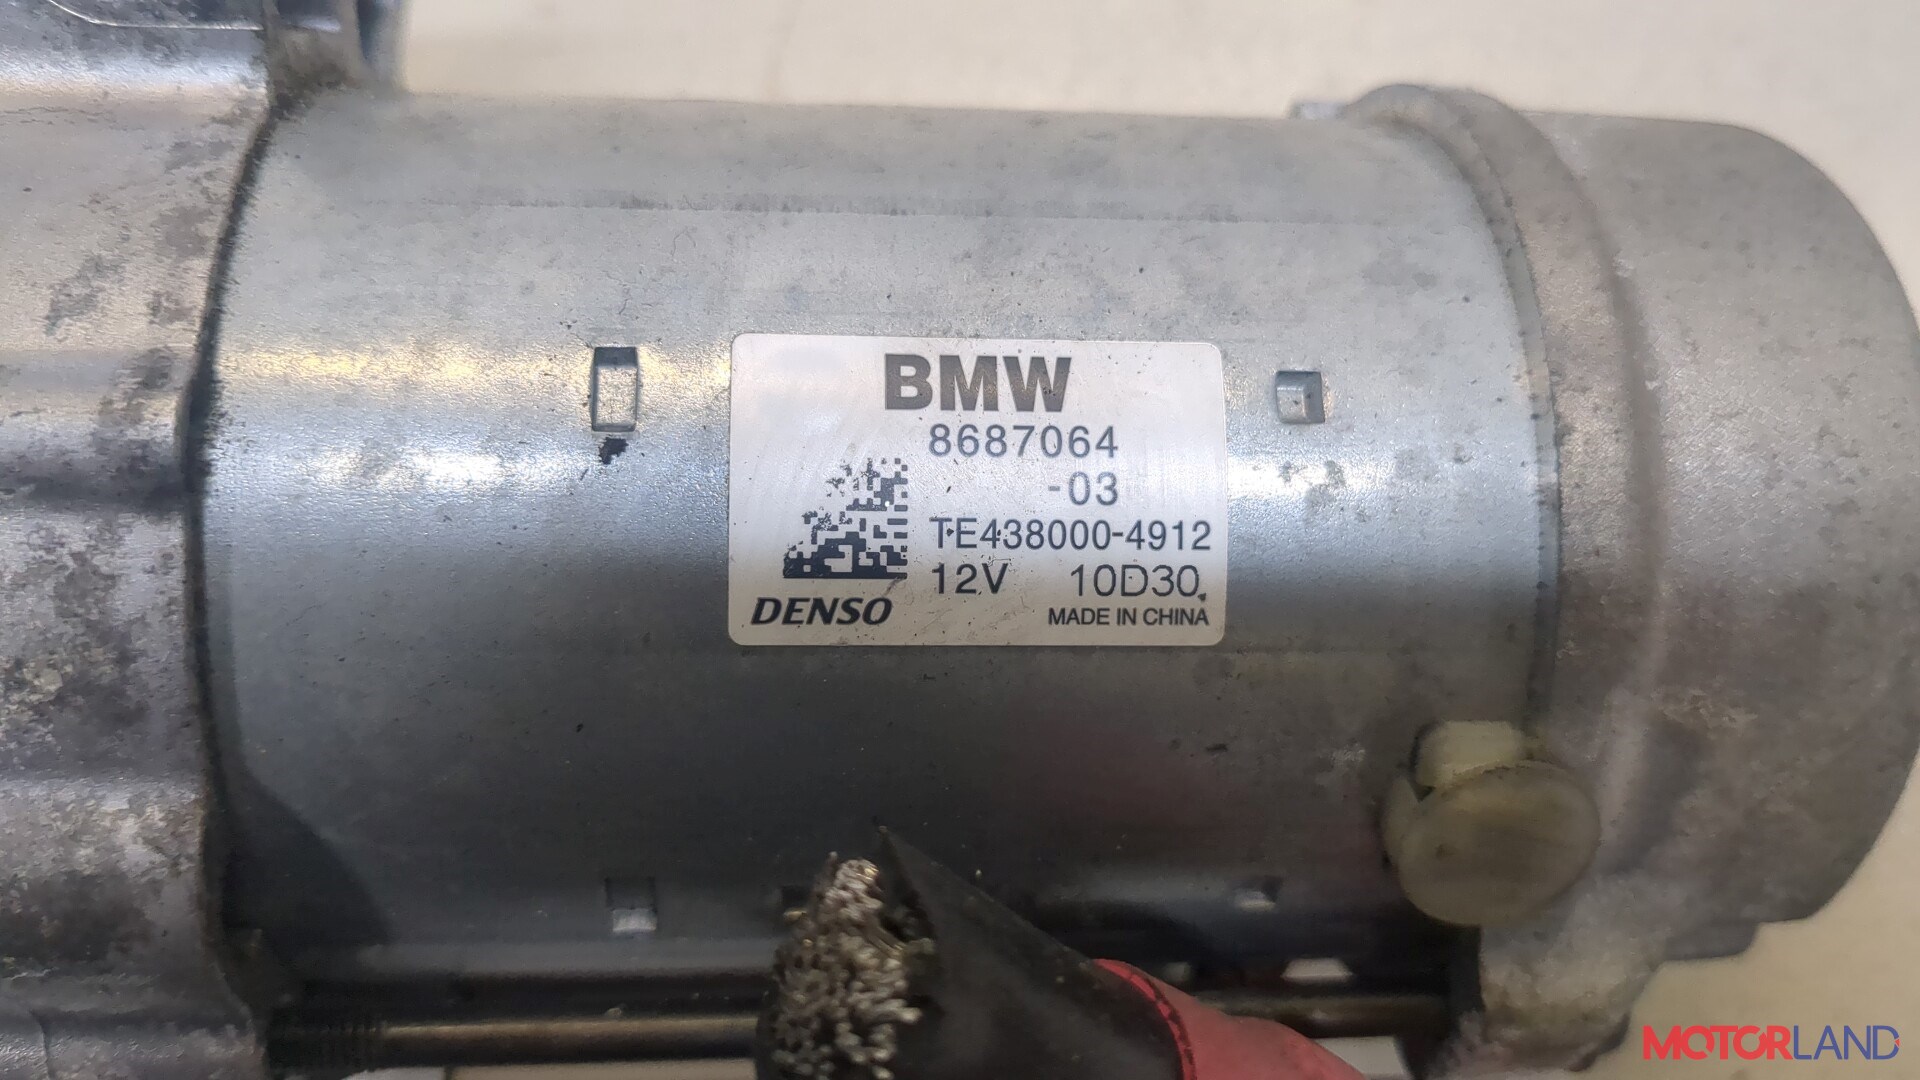 BMW
8687064
-03
TE438000-4912
12V 10D30
DENSO MADE IN CHINA
MOTORLAND